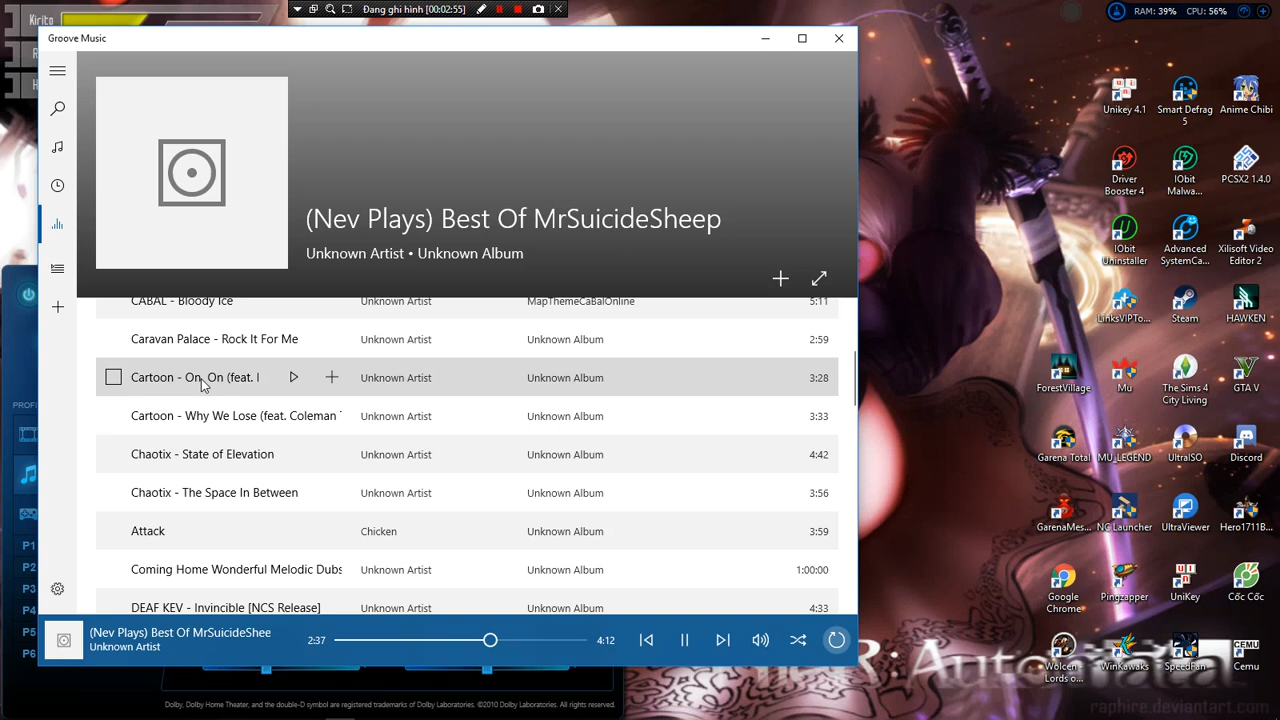 Kirito
Đang ghi hình [00:02:55]
RAM: 39% CPU: 56%
Groove Music
(Nev Plays) Best Of MrSuicideSheep
Unknown Artist • Unknown Album
CABAL - Bloody Ice Unknown Artist MapThemeCaBalOnline 5:11
Caravan Palace - Rock It For Me Unknown Artist Unknown Album 2:59
Cartoon - On On (feat. Unknown Artist Unknown Album 3:28
Cartoon - Why We Lose (feat. Coleman Unknown Artist Unknown Album 3:33
Chaotix - State of Elevation Unknown Artist Unknown Album 4:42
Chaotix - The Space In Between Unknown Artist Unknown Album 3:56
Attack Chicken Unknown Album 3:59
Coming Home Wonderful Melodic Dubs Unknown Artist Unknown Album 1:00:00
DEAF KEV - Invincible [NCS Release] Unknown Artist Unknown Album 4:33
(Nev Plays) Best Of MrSuicideShee
Unknown Artist
2:37
4:12
PROFI
P1
P2
P3
P4
P5
P6
Dolby, Dolby Home Theater, and the double-D symbol are registered trademarks of Dolby Laboratories. ©2010 Dolby Laboratories. All rights reserved.
Unikey 4.1
Smart Defrag
5
Anime Chibi
Driver
Booster 4
IObit
Malwa...
PCSX2 1.4.0
IObit
Uninstaller
Advanced
SystemCa...
Xilisoft Video
Editor 2
LinksVIPTo...
Steam
HAWKEN
ForestVillage
Mu
The Sims 4
City Living
GTA V
Garena Total
MU_LEGEND
UltraISO
Discord
GarenaMes...
NC Launcher
UltraViewer
Hero1711B...
Google
Chrome
Pingzapper
UniKey
Cốc Cốc
Wolcen -
Lords o...
WinKawaks
SpeedFan
Cemu
raphire.deviantart.com